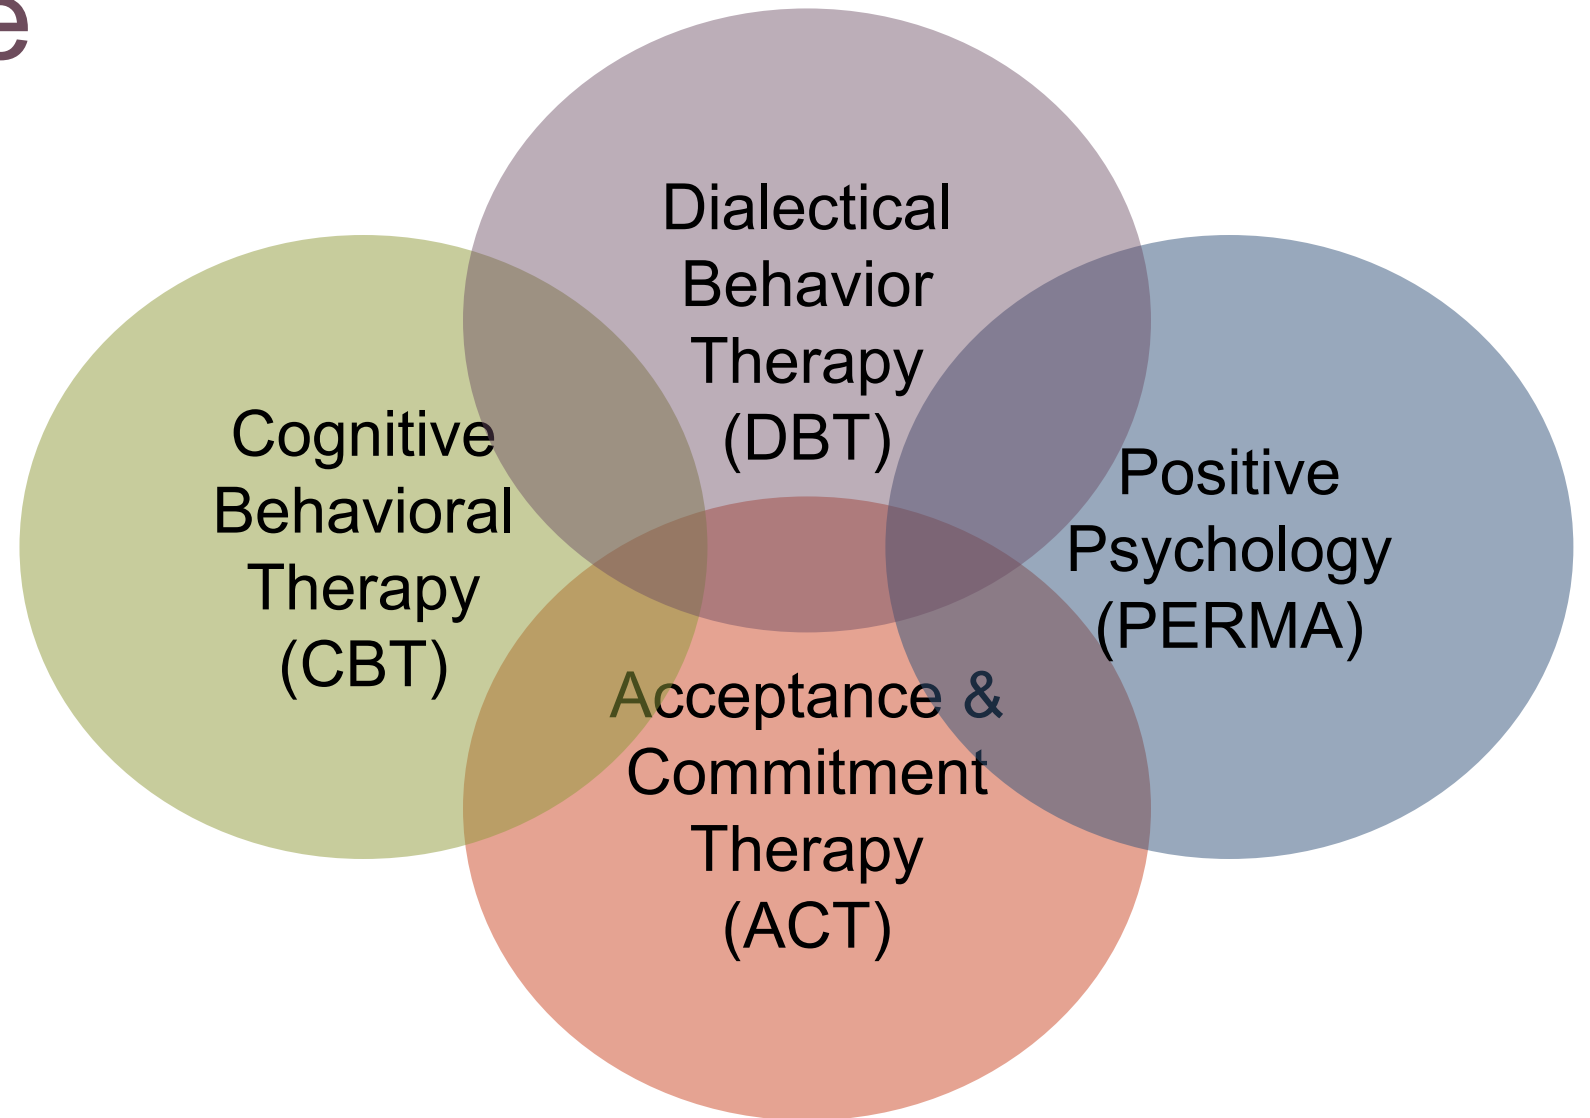 e
Dialectical
Behavior
Therapy
(DBT)
Cognitive
Behavioral
Therapy
(CBT)
Positive
Psychology
(PERMA)
Acceptance &
Commitment
Therapy
(ACT)